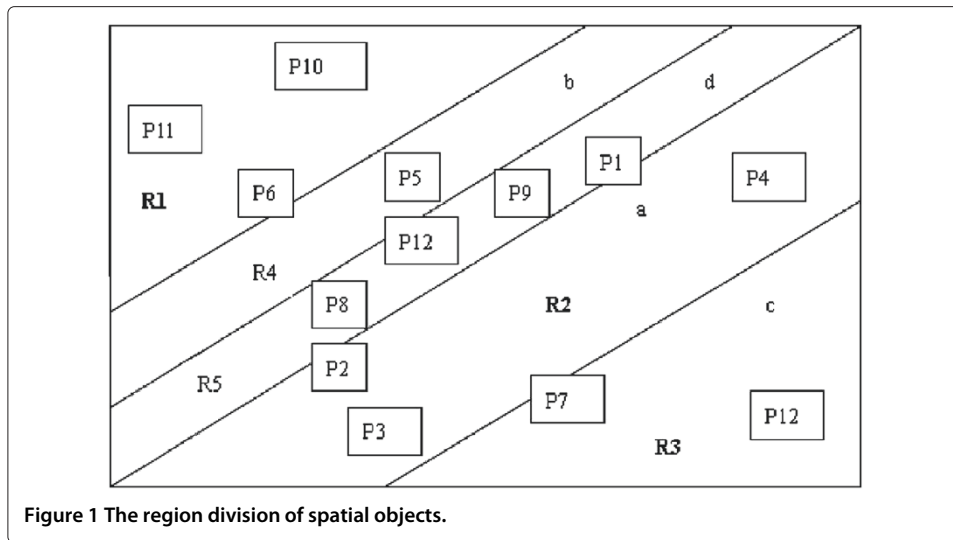 P10
b
d
P11
P1
P5
P4
P6
P9
R1
a
P12
R4
P8
R2
c
P2
R5
P7
P12
P3
R3
Figure 1 The region division of spatial objects.